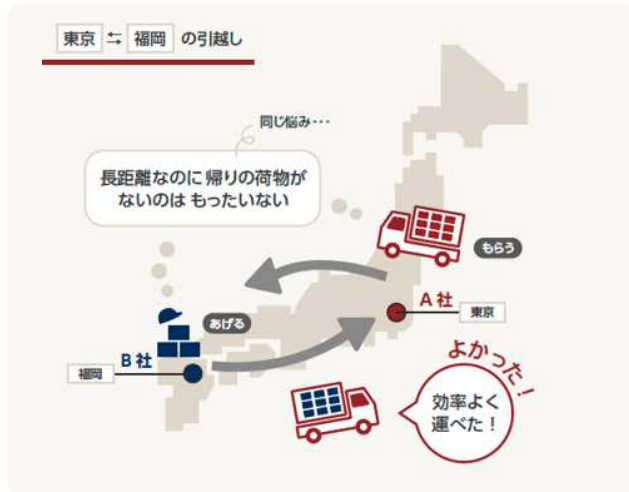 東京 ⇆ 福岡 の引越し
同じ悩み･･･
長距離なのに 帰りの荷物が
ないのは もったいない
もらう
A社
東京
あげる
B社
福岡
よかった！
効率よく
運べた！